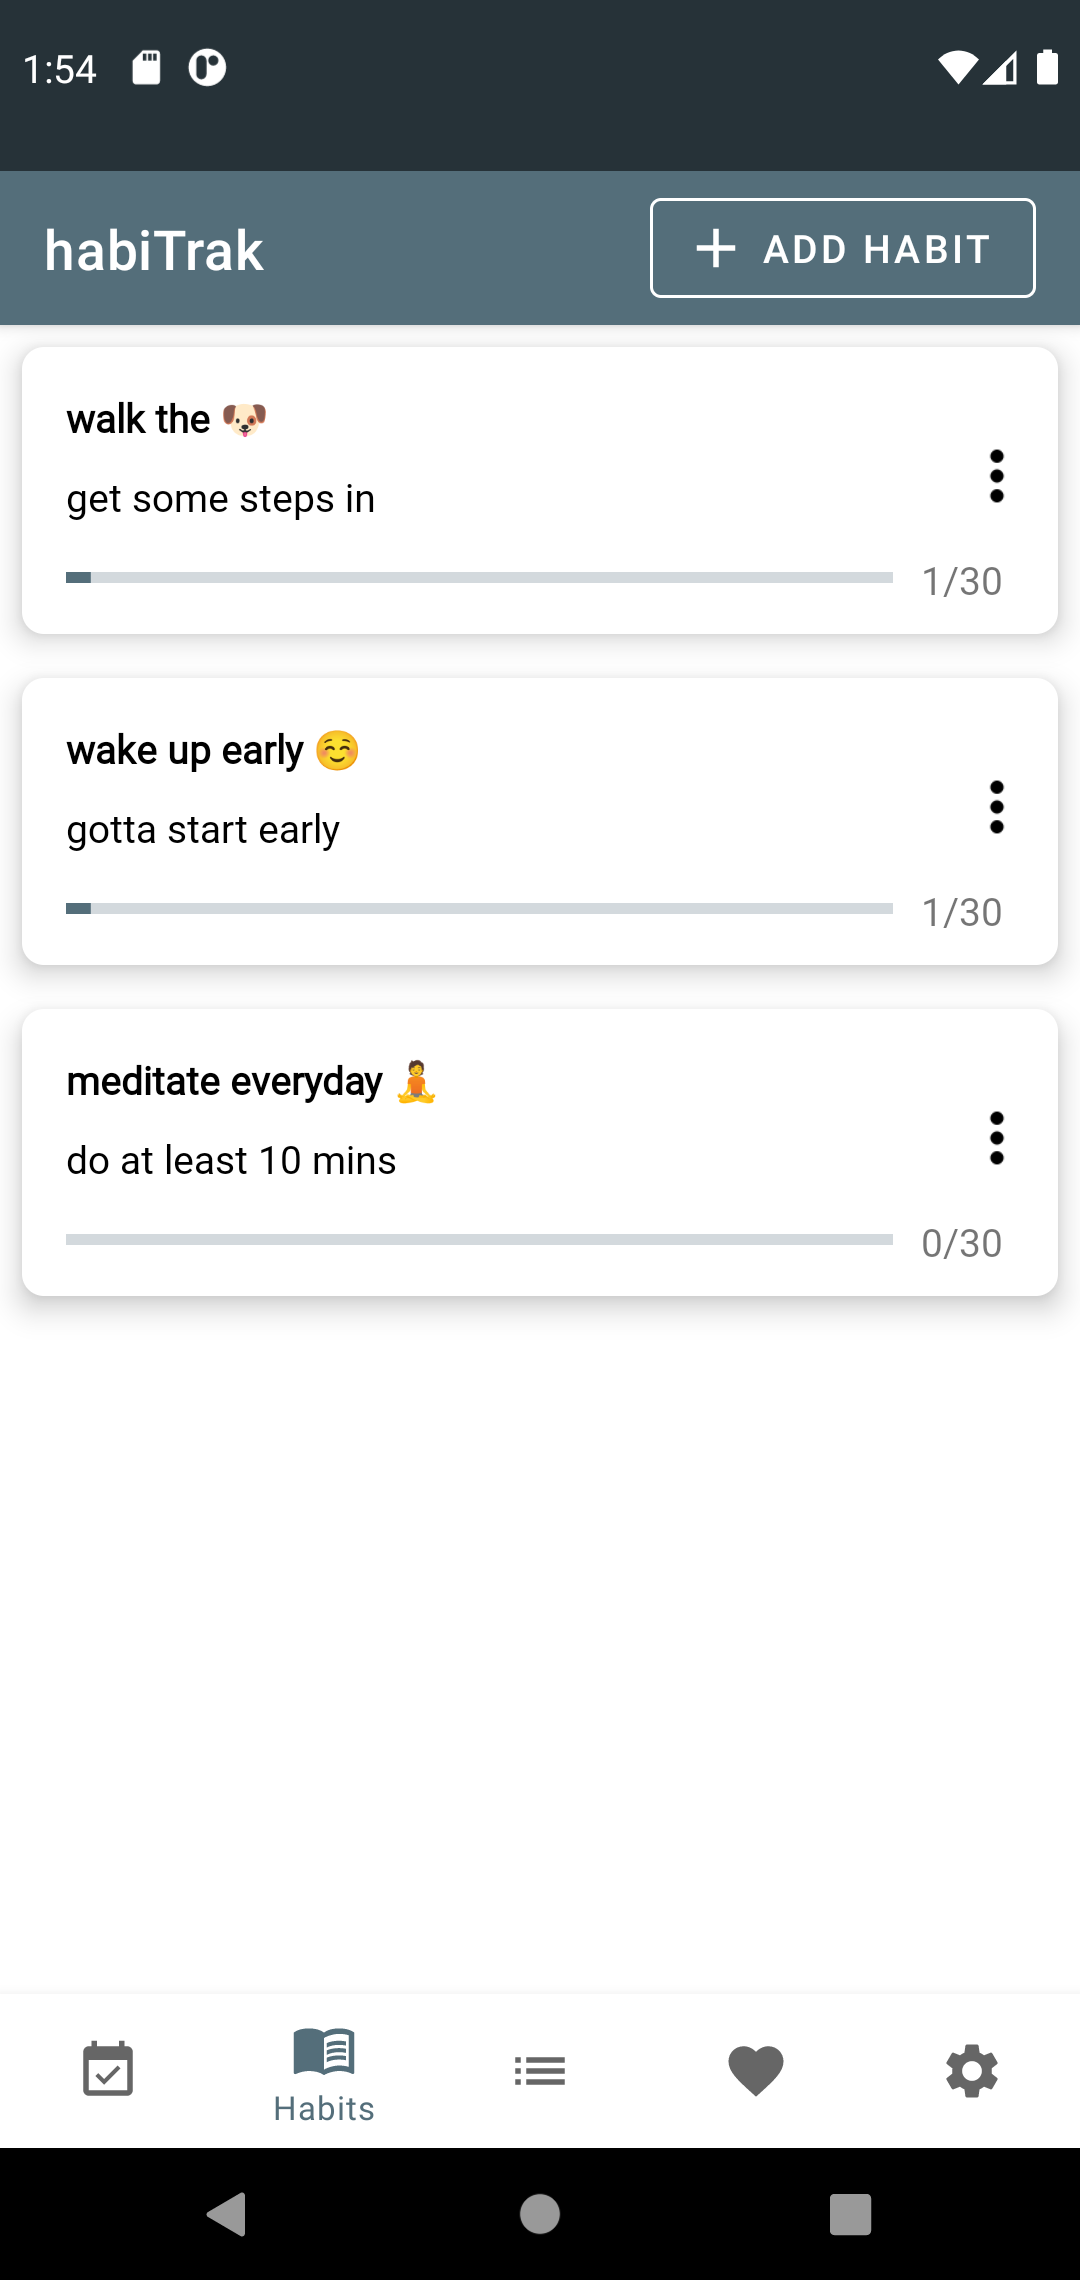 1:54
habiTrak
ADD HABIT
walk the 🐶
get some steps in
1/30
wake up early ☺️
gotta start early
1/30
meditate everyday 🧘
do at least 10 mins
0/30
Habits